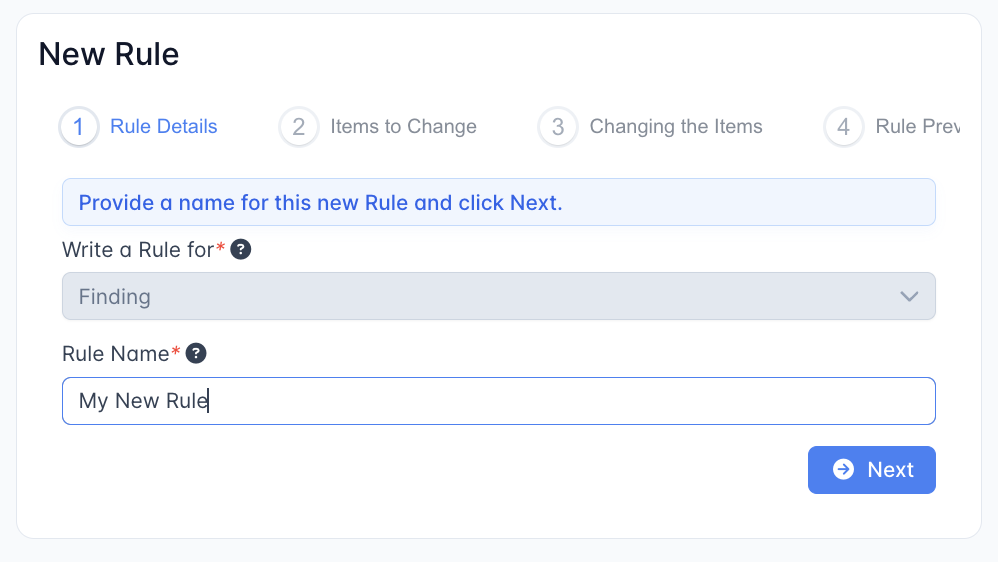 New Rule
1 Rule Details 2 Items to Change 3 Changing the Items 4 Rule Prev
Provide a name for this new Rule and click Next.
Write a Rule for* ?
Finding
Rule Name* ?
My New Rule
Next